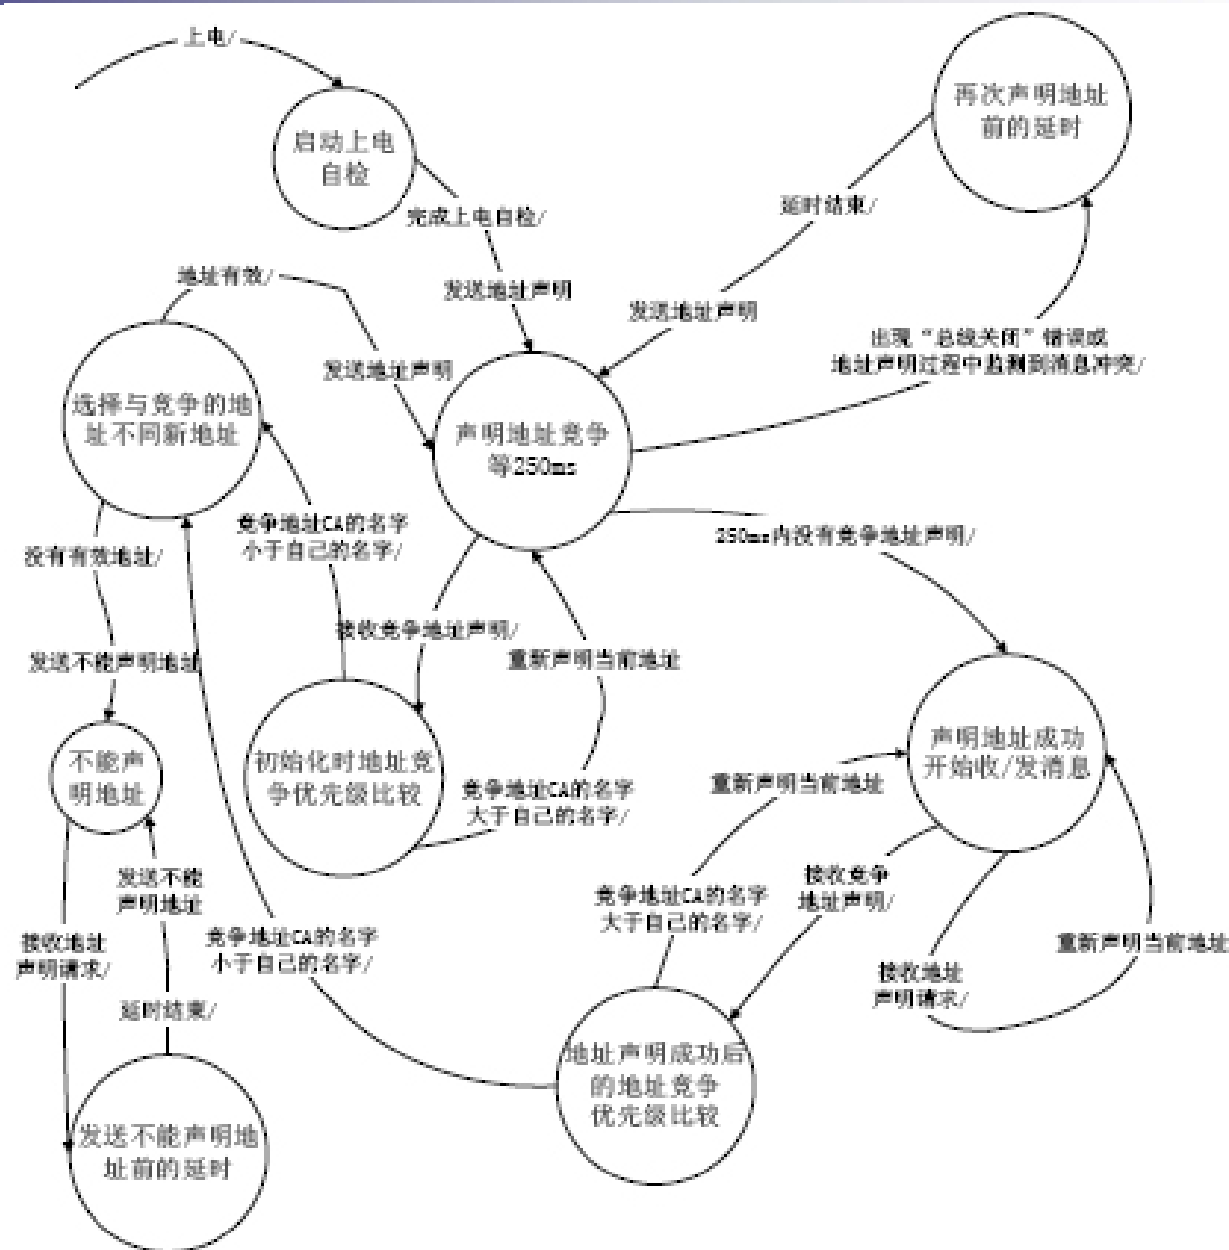 上电/
启动上电
自检
再次声明地址
前的延时
完成上电自检/
延时结束/
地址有效/
发送地址声明
发送地址声明
出现“总线关闭”错误或
地址声明过程中监测到消息冲突/
发送地址声明
选择与竞争的地
址不同新地址
声明地址竞争
等250ms
竞争地址CA的名字
小于自己的名字/
250ms内没有竞争地址声明/
没有有效地址/
接收竞争地址声明/
重新声明当前地址
发送不能声明地址
不能声
明地址
初始化时地址竞
争优先级比较
竞争地址CA的名字
大于自己的名字/
声明地址成功
开始收/发消息
重新声明当前地址
发送不能
声明地址
接收竞争
地址声明/
竞争地址CA的名字
大于自己的名字/
接收地址
声明请求/
竞争地址CA的名字
小于自己的名字/
重新声明当前地址
接收地址
声明请求/
延时结束/
地址声明成功后
的地址竞争
优先级比较
发送不能声明地
址前的延时